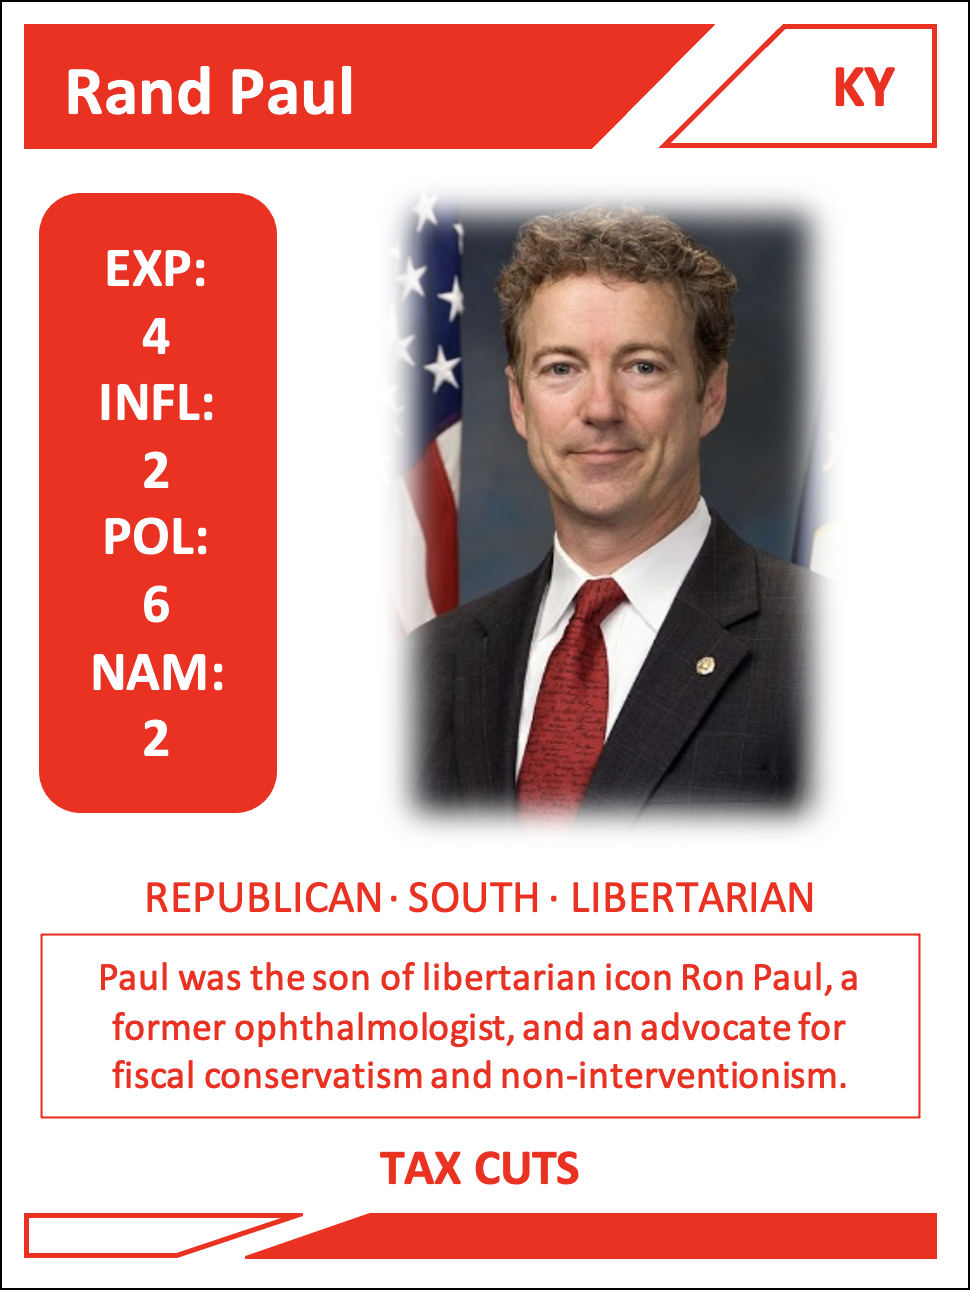 Rand Paul
KY
EXP:
4
INFL:
2
POL:
6
NAM:
2
REPUBLICAN · SOUTH · LIBERTARIAN
Paul was the son of libertarian icon Ron Paul, a
former ophthalmologist, and an advocate for
fiscal conservatism and non-interventionism.
TAX CUTS